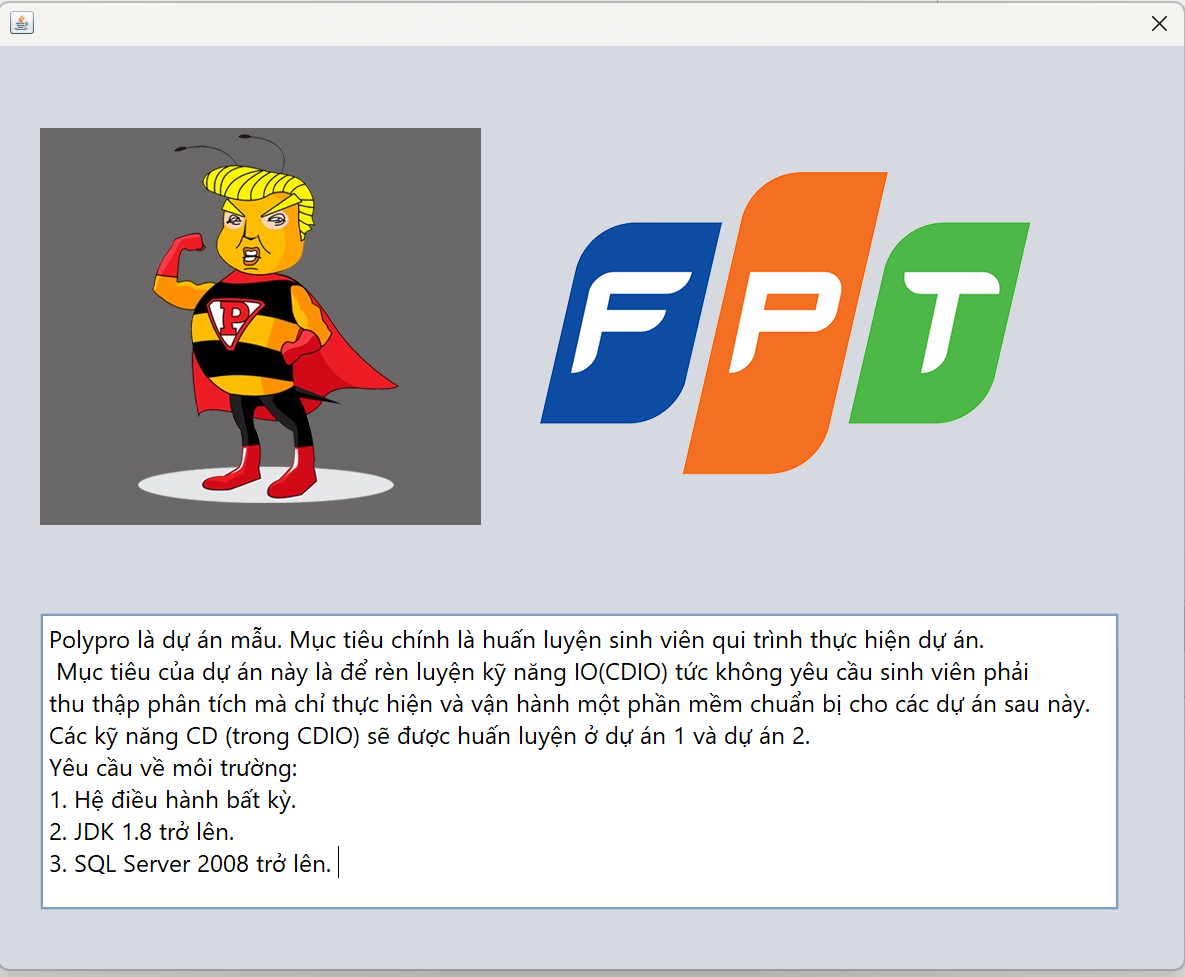 P
FPT
Polypro là dự án mẫu. Mục tiêu chính là huấn luyện sinh viên qui trình thực hiện dự án.
Mục tiêu của dự án này là để rèn luyện kỹ năng IO(CDIO) tức không yêu cầu sinh viên phải
thu thập phân tích mà chỉ thực hiện và vận hành một phần mềm chuẩn bị cho các dự án sau này.
Các kỹ năng CD (trong CDIO) sẽ được huấn luyện ở dự án 1 và dự án 2.
Yêu cầu về môi trường:
1. Hệ điều hành bất kỳ.
2. JDK 1.8 trở lên.
3. SQL Server 2008 trở lên.